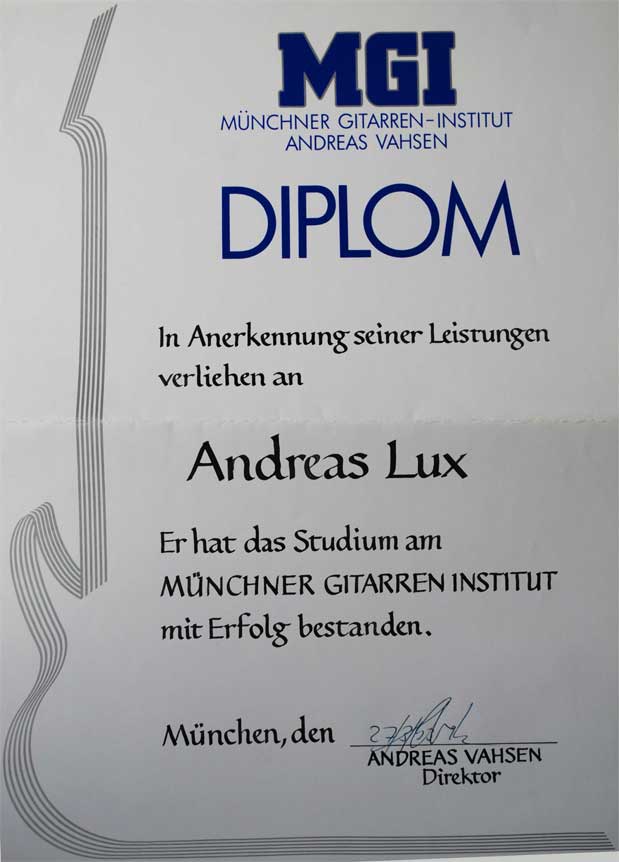 MGI
MÜNCHNER GITARREN-INSTITUT
ANDREAS VAHSEN
DIPLOM
In Anerkennung seiner Leistungen
verliehen an
Andreas Lux
Er hat das Studium am
MÜNCHNER GITARREN INSTITUT
mit Erfolg bestanden.
München, den
ANDREAS VAHSEN
Direktor